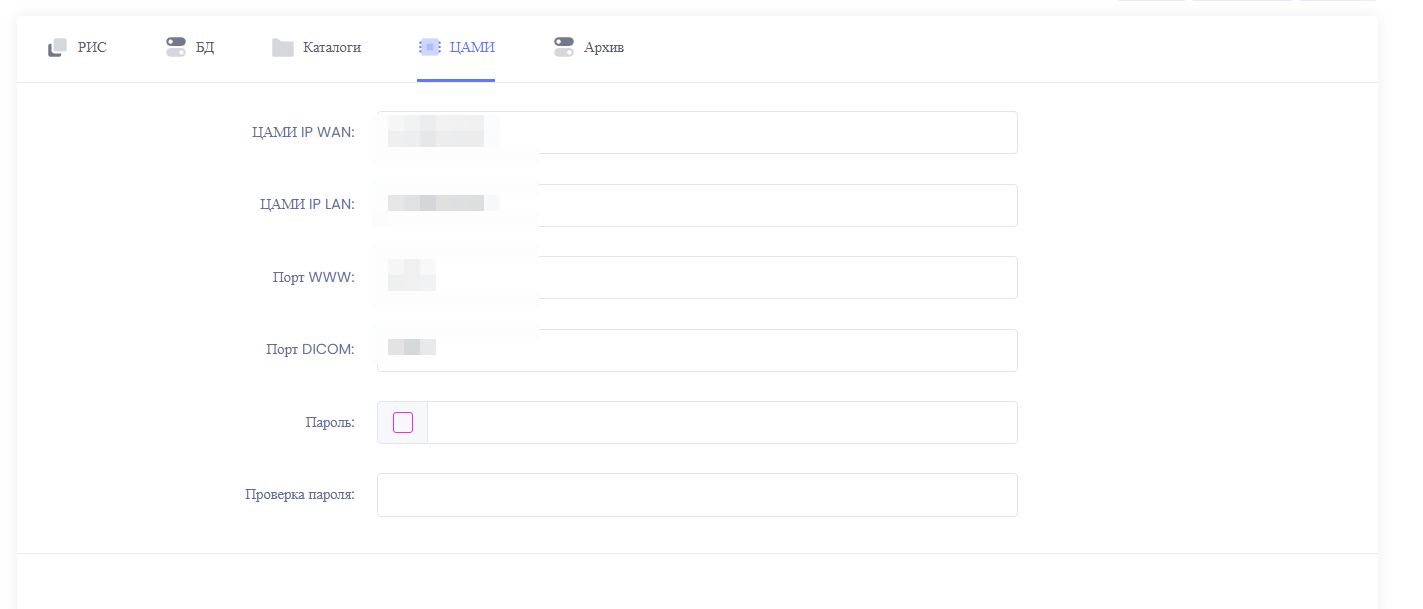 РИС БД Каталоги ЦАМИ Архив
ЦАМИ IP WAN:
ЦАМИ IP LAN:
Порт WWW:
Порт DICOM:
Пароль:
Проверка пароля: